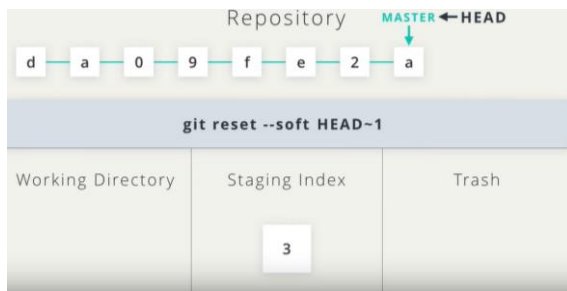 Repository MASTER HEAD
d a 0 9 f e 2 a
git reset --soft HEAD~1
Working Directory Staging Index Trash
3